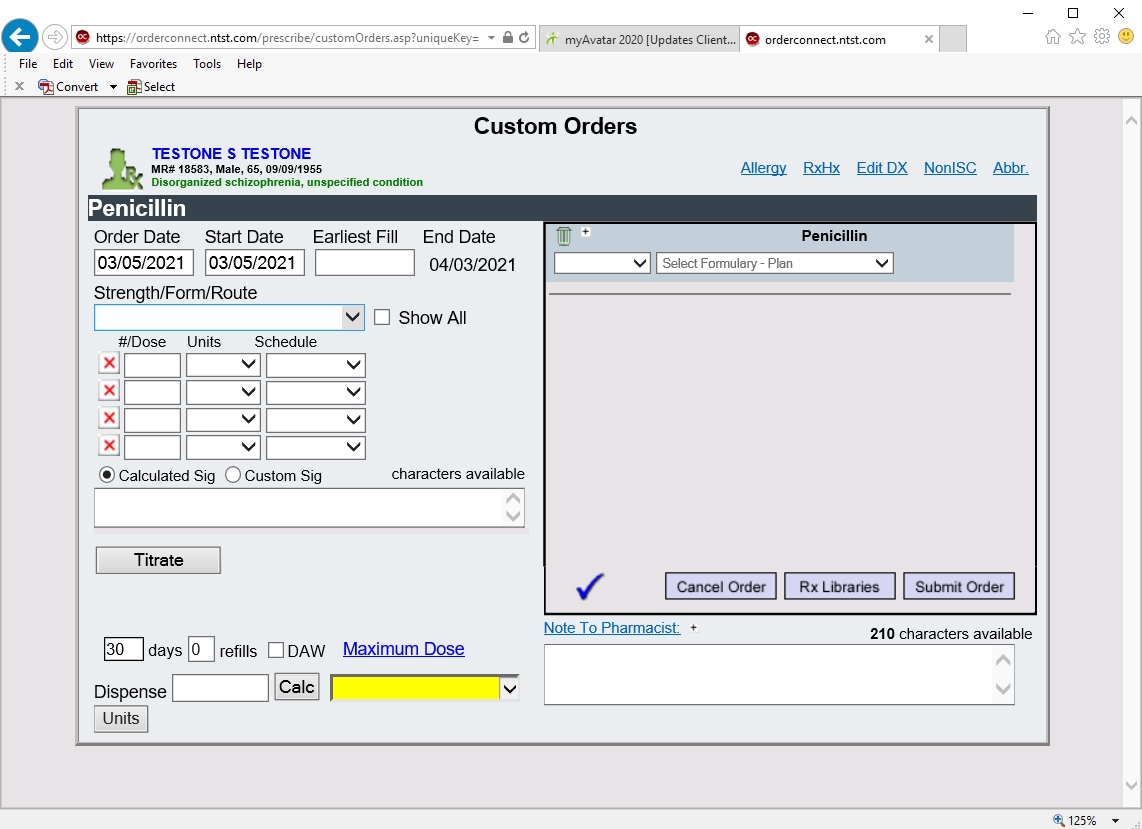 https://orderconnect.ntst.com/prescribe/customOrders.asp?uniqueKey=
myAvatar 2020 [Updates Client...
orderconnect.ntst.com
File Edit View Favorites Tools Help
Convert Select
Custom Orders
TESTONE S TESTONE
MR# 18583, Male, 65, 09/09/1955
Disorganized schizophrenia, unspecified condition
Allergy RxHx Edit DX NonISC Abbr.
Penicillin
Order Date Start Date Earliest Fill End Date
03/05/2021 03/05/2021 04/03/2021
Strength/Form/Route
Show All
#/Dose Units Schedule
Calculated Sig Custom Sig characters available
Titrate
30 days 0 refills DAW Maximum Dose
Dispense Calc
Units
Penicillin
Select Formulary - Plan
Cancel Order Rx Libraries Submit Order
Note To Pharmacist: + 210 characters available
125%